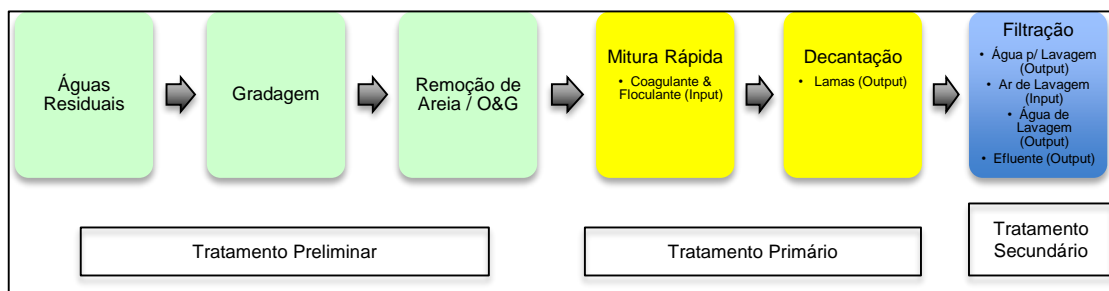 Águas
Residuais
Gradagem
Remoção de
Areia / O&G
Mitura Rápida
• Coagulante &
Floculante (Input)
Decantação
• Lamas (Output)
Filtração
• Água p/ Lavagem
(Output)
• Ar de Lavagem
(Input)
• Água de
Lavagem
(Output)
• Efluente (Output)
Tratamento Preliminar
Tratamento Primário
Tratamento
Secundário